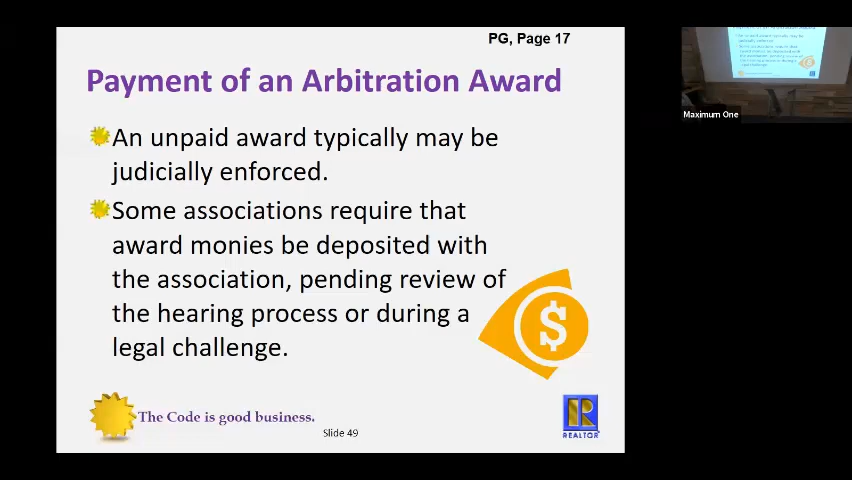 PG, Page 17
Payment of an Arbitration Award
An unpaid award typically may be
judicially enforced.
Some associations require that
award monies be deposited with
the association, pending review of
the hearing process or during a
legal challenge.
$
The Code is good business.
Slide 49
R
REALTOR
Maximum One